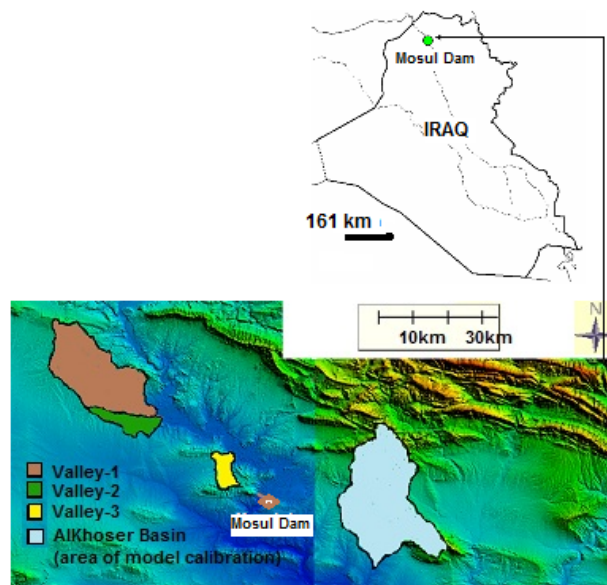 Mosul Dam
IRAQ
161 km
10km 30km
N
Valley-1
Valley-2
Valley-3
Mosul Dam
AlKhoser Basin
(area of model calibration)